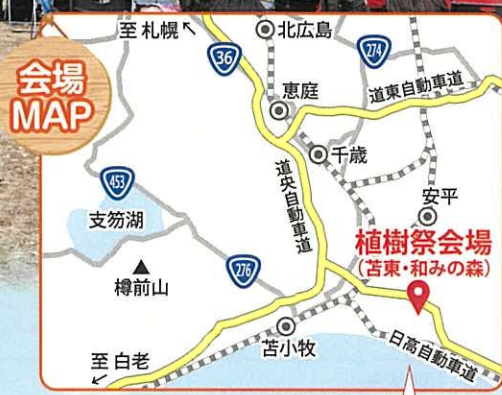 会場
MAP
至札幌
北広島
36
274
恵庭
道東自動車道
千歳
道央自動車道
453
支笏湖
安平
植樹祭会場
(苫東・和みの森)
276
樽前山
苫小牧
日高自動車道
至白老